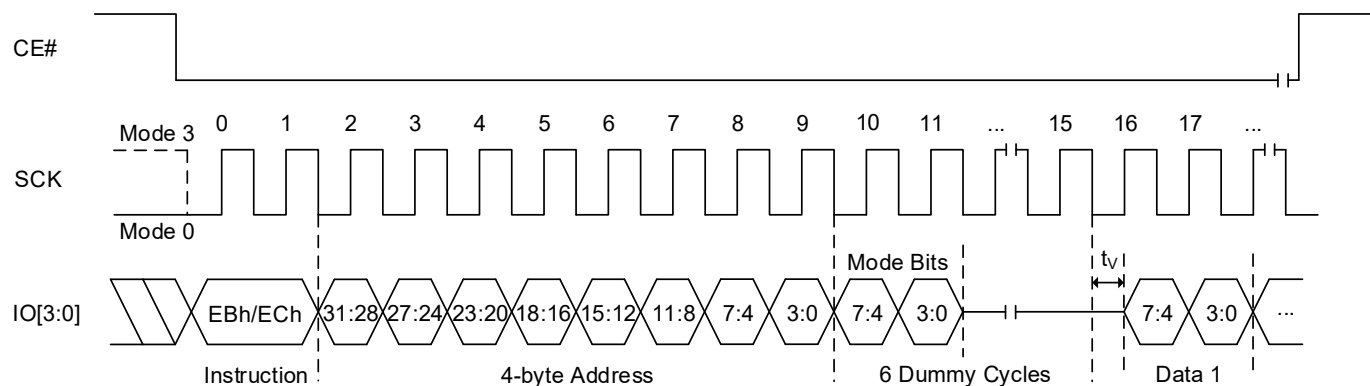 CE#
0 1 2 3 4 5 6 7 8 9 10 11 ... 15 16 17 ...
Mode 3
SCK
Mode 0
Mode Bits tV
IO[3:0] EBh/ECh 31:28 27:24 23:20 18:16 15:12 11:8 7:4 3:0 7:4 3:0 7:4 3:0 ...
Instruction 4-byte Address 6 Dummy Cycles Data 1